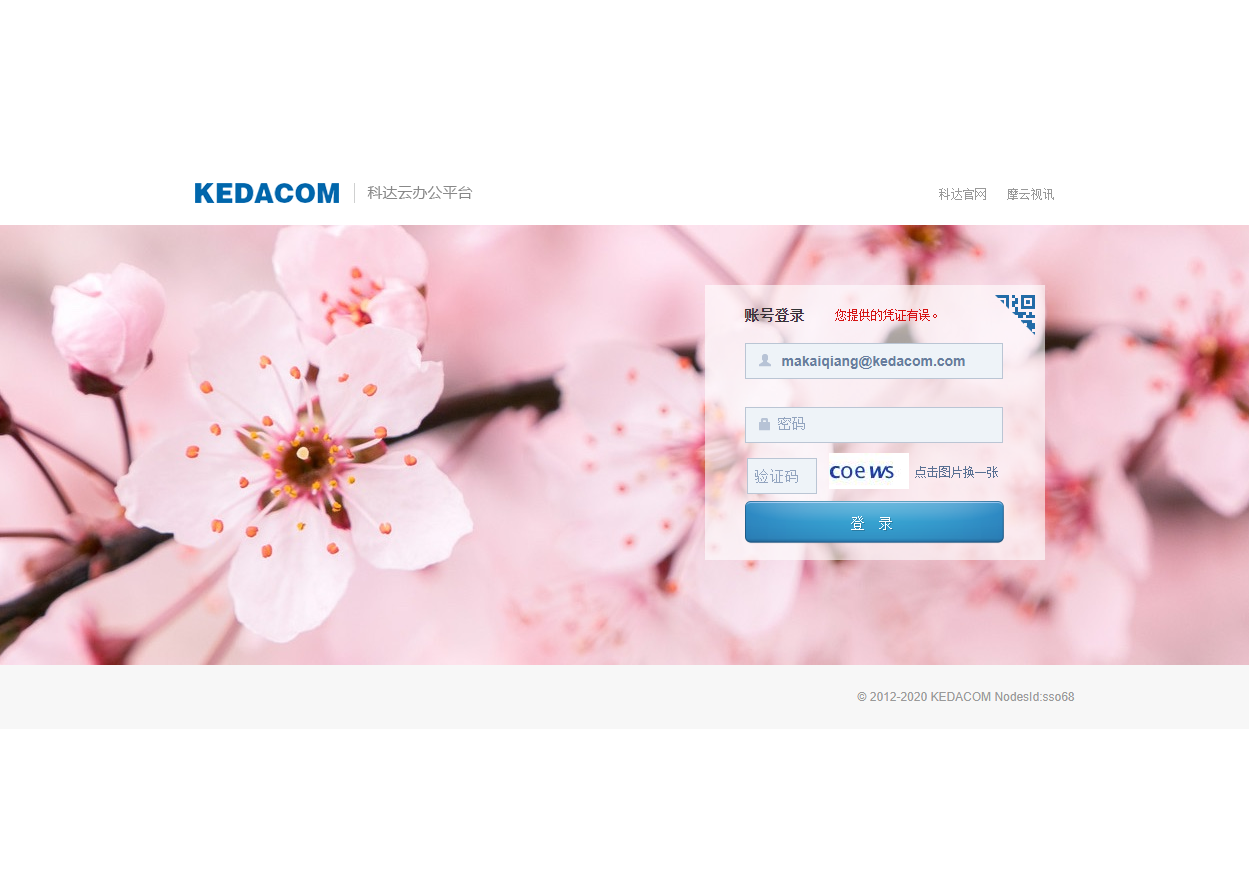 KEDACOM 科达云办公平台 科达官网 摩云视讯
账号登录 您提供的凭证有误。
makaiqiang@kedacom.com
密码
验证码 coews 点击图片换一张
登 录
© 2012-2020 KEDACOM NodesId:sso68